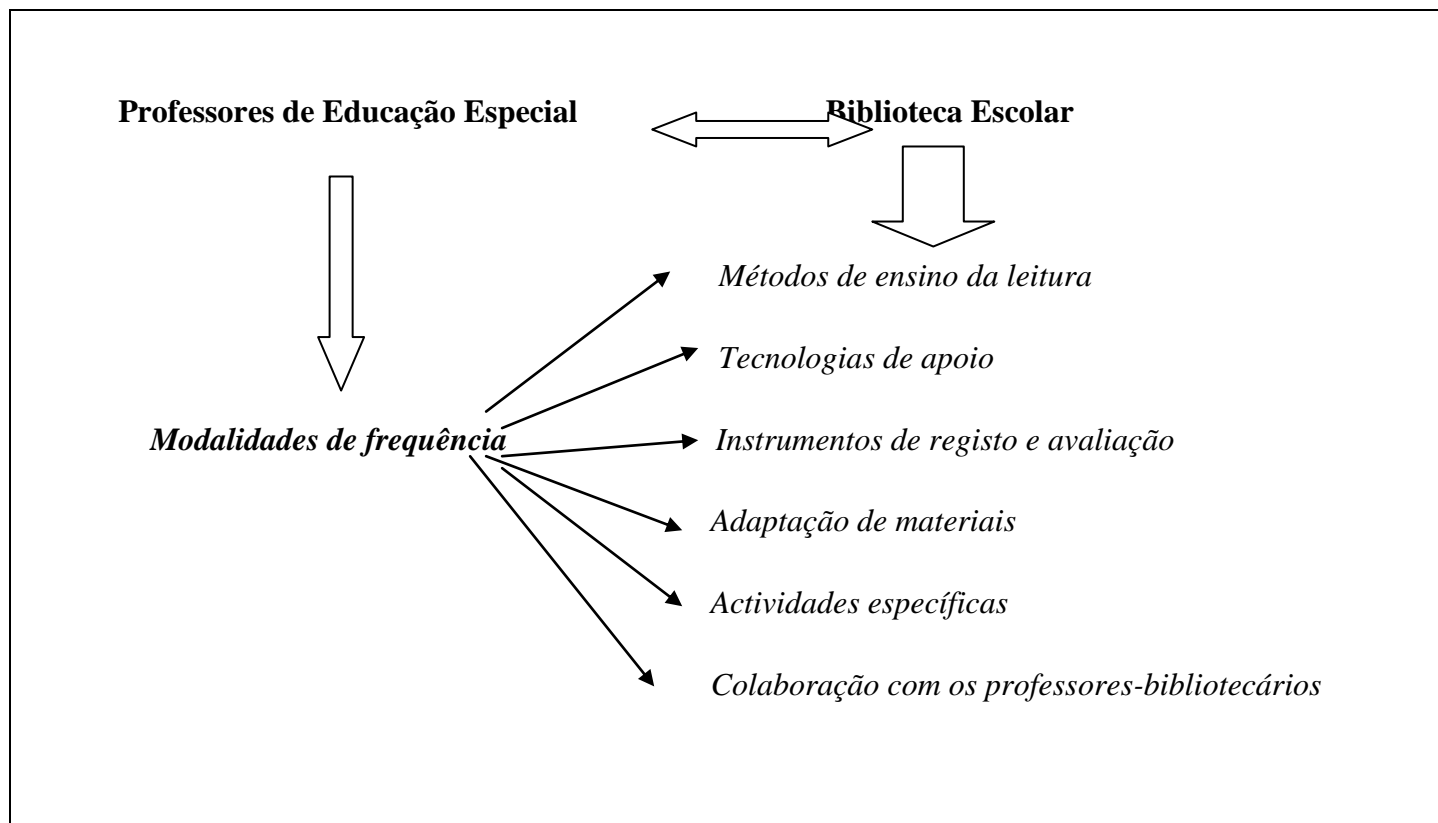 Professores de Educação Especial
Biblioteca Escolar
Métodos de ensino da leitura
Tecnologias de apoio
Modalidades de frequência
Instrumentos de registo e avaliação
Adaptação de materiais
Actividades específicas
Colaboração com os professores-bibliotecários